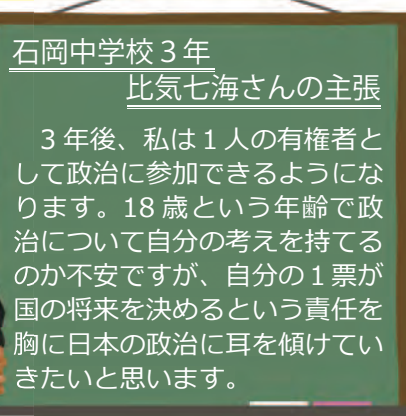 石岡中学校３年
比気七海さんの主張
３年後、私は１人の有権者と
して政治に参加できるようにな
ります。18 歳という年齢で政
治について自分の考えを持てる
のか不安ですが、自分の１票が
国の将来を決めるという責任を
胸に日本の政治に耳を傾けてい
きたいと思います。